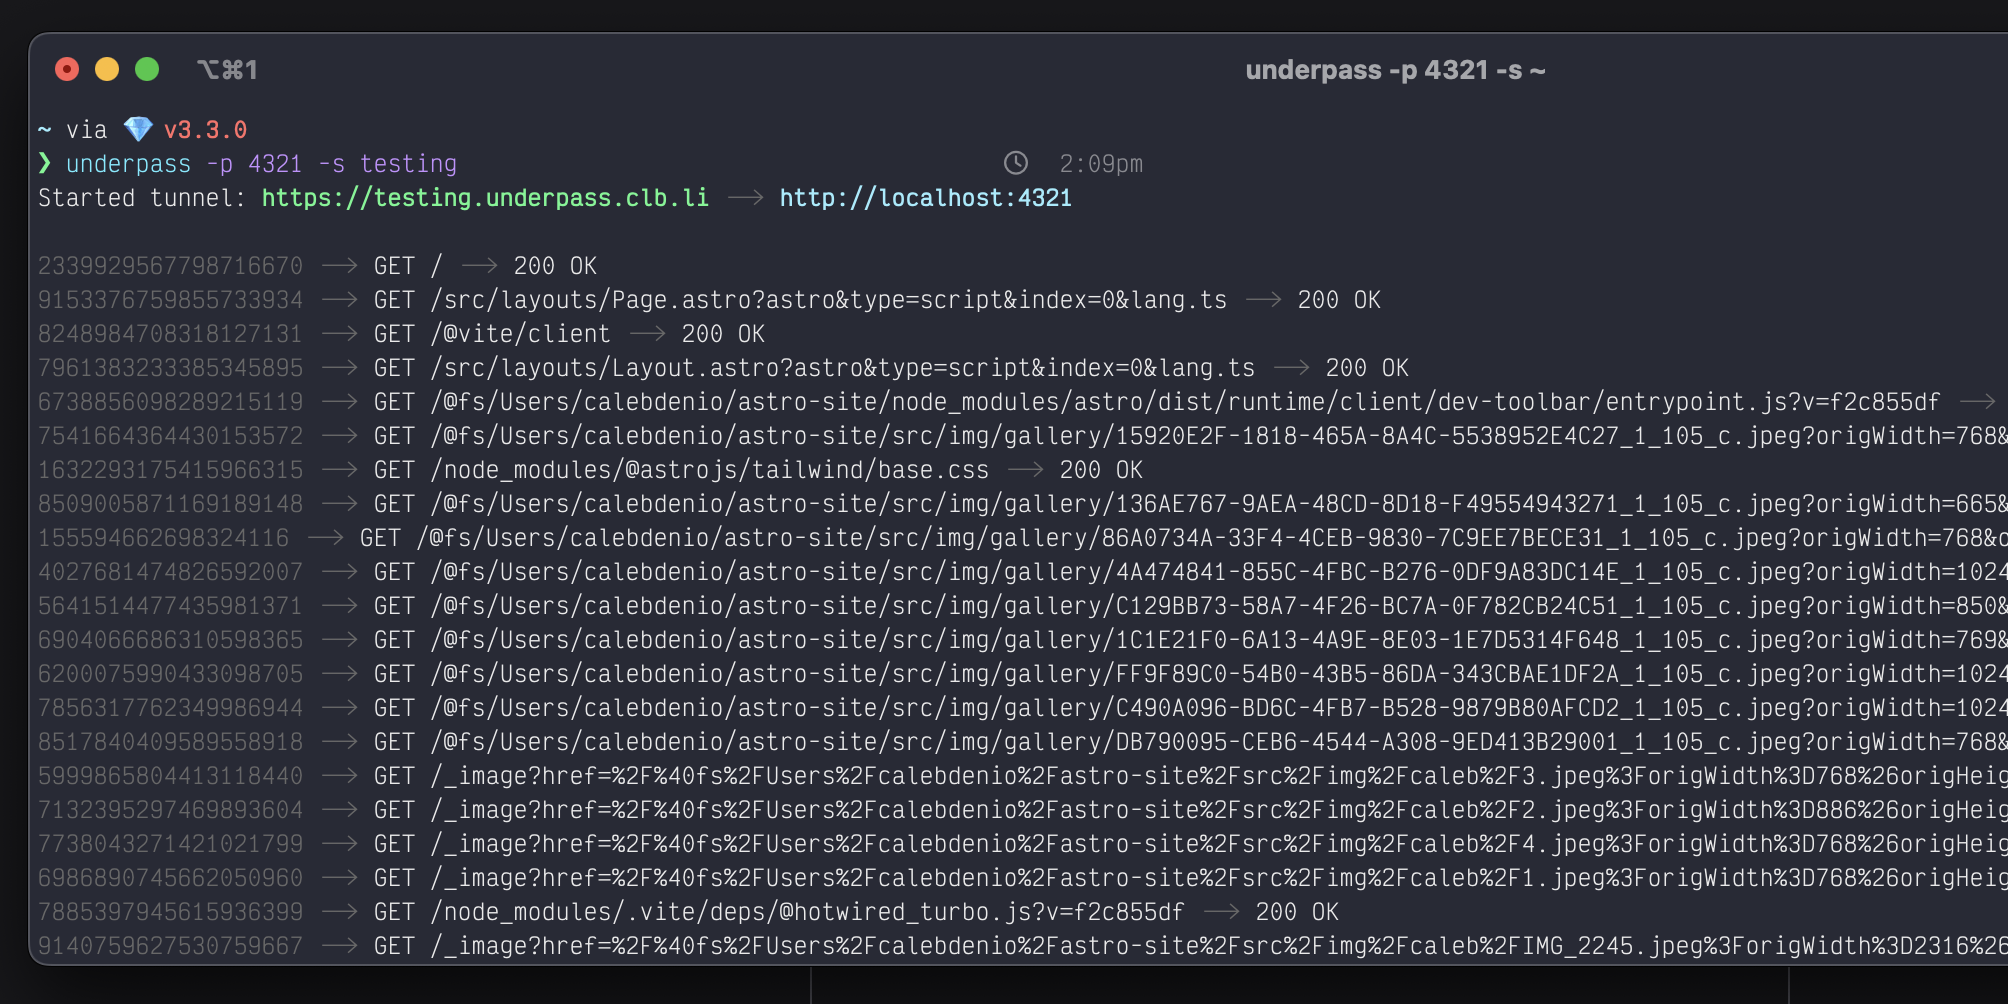 ⌥⌘1
underpass -p 4321 -s ~
~ via 💎 v3.3.0
❯ underpass -p 4321 -s testing 2:09pm
Started tunnel: https://testing.underpass.clb.li ⟶ http://localhost:4321
2339929567798716670 ⟶ GET / ⟶ 200 OK
9153376759855733934 ⟶ GET /src/layouts/Page.astro?astro&type=script&index=0&lang.ts ⟶ 200 OK
8248984708318127131 ⟶ GET /@vite/client ⟶ 200 OK
7961383233385345895 ⟶ GET /src/layouts/Layout.astro?astro&type=script&index=0&lang.ts ⟶ 200 OK
6738856098289215119 ⟶ GET /@fs/Users/calebdenio/astro-site/node_modules/astro/dist/runtime/client/dev-toolbar/entrypoint.js?v=f2c855df ⟶
7541664364430153572 ⟶ GET /@fs/Users/calebdenio/astro-site/src/img/gallery/15920E2F-1818-465A-8A4C-5538952E4C27_1_105_c.jpeg?origWidth=768&
1632293175415966315 ⟶ GET /node_modules/@astrojs/tailwind/base.css ⟶ 200 OK
8509005871169189148 ⟶ GET /@fs/Users/calebdenio/astro-site/src/img/gallery/136AE767-9AEA-48CD-8D18-F49554943271_1_105_c.jpeg?origWidth=665&
155594662698324116 ⟶ GET /@fs/Users/calebdenio/astro-site/src/img/gallery/86A0734A-33F4-4CEB-9830-7C9EE7BECE31_1_105_c.jpeg?origWidth=768&o
4027681474826592007 ⟶ GET /@fs/Users/calebdenio/astro-site/src/img/gallery/4A474841-855C-4FBC-B276-0DF9A83DC14E_1_105_c.jpeg?origWidth=1024
5641514477435981371 ⟶ GET /@fs/Users/calebdenio/astro-site/src/img/gallery/C129BB73-58A7-4F26-BC7A-0F782CB24C51_1_105_c.jpeg?origWidth=850&
6904066686310598365 ⟶ GET /@fs/Users/calebdenio/astro-site/src/img/gallery/1C1E21F0-6A13-4A9E-8E03-1E7D5314F648_1_105_c.jpeg?origWidth=769&
6200075990433098705 ⟶ GET /@fs/Users/calebdenio/astro-site/src/img/gallery/FF9F89C0-54B0-43B5-86DA-343CBAE1DF2A_1_105_c.jpeg?origWidth=1024
7856317762349986944 ⟶ GET /@fs/Users/calebdenio/astro-site/src/img/gallery/C490A096-BD6C-4FB7-B528-9879B80AFCD2_1_105_c.jpeg?origWidth=1024
8517840409589558918 ⟶ GET /@fs/Users/calebdenio/astro-site/src/img/gallery/DB790095-CEB6-4544-A308-9ED413B29001_1_105_c.jpeg?origWidth=768&
5999865804413118440 ⟶ GET /_image?href=%2F%40fs%2FUsers%2Fcalebdenio%2Fastro-site%2Fsrc%2Fimg%2Fcaleb%2F3.jpeg%3ForigWidth%3D768%26origHeig
7132395297469893604 ⟶ GET /_image?href=%2F%40fs%2FUsers%2Fcalebdenio%2Fastro-site%2Fsrc%2Fimg%2Fcaleb%2F2.jpeg%3ForigWidth%3D886%26origHeig
7738043271421021799 ⟶ GET /_image?href=%2F%40fs%2FUsers%2Fcalebdenio%2Fastro-site%2Fsrc%2Fimg%2Fcaleb%2F4.jpeg%3ForigWidth%3D768%26origHeig
6986890745662050960 ⟶ GET /_image?href=%2F%40fs%2FUsers%2Fcalebdenio%2Fastro-site%2Fsrc%2Fimg%2Fcaleb%2F1.jpeg%3ForigWidth%3D768%26origHeig
7885397945615936399 ⟶ GET /node_modules/.vite/deps/@hotwired_turbo.js?v=f2c855df ⟶ 200 OK
9140759627530759667 ⟶ GET /_image?href=%2F%40fs%2FUsers%2Fcalebdenio%2Fastro-site%2Fsrc%2Fimg%2Fcaleb%2FIMG_2245.jpeg%3ForigWidth%3D2316%26